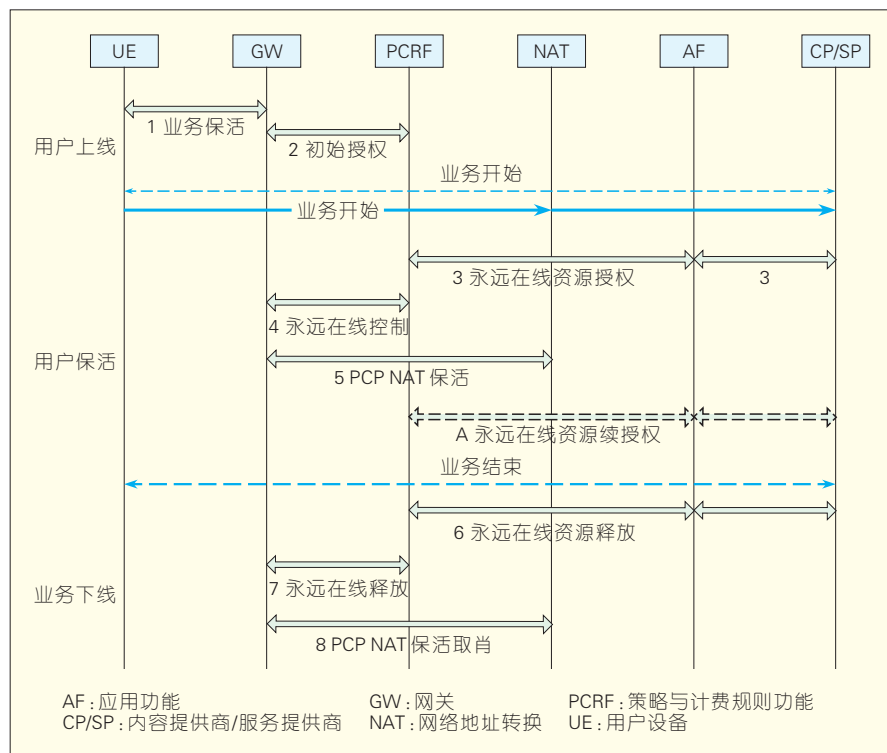 UE GW PCRF NAT AF CP/SP
1 业务保活
用户上线
2 初始授权
业务开始
业务开始
3 永远在线资源授权 3
4 永远在线控制
用户保活
5 PCP NAT 保活
A 永远在线资源续授权
业务结束
6 永远在线资源释放
7 永远在线释放
业务下线
8 PCP NAT 保活取肖
AF:应用功能 GW:网关 PCRF:策略与计费规则功能
CP/SP:内容提供商/服务提供商 NAT:网络地址转换 UE:用户设备